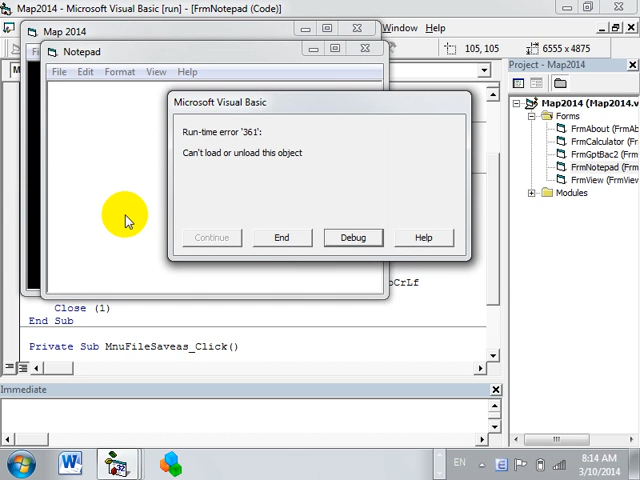 Map2014 - Microsoft Visual Basic [run] - [FrmNotepad (Code)]
Window Help
Map 2014
Notepad
File Edit Format View Help
105, 105
6555 x 4875
Microsoft Visual Basic
Run-time error '361':
Can't load or unload this object
Continue End Debug Help
Project - Map2014
Map2014 (Map2014.v
Forms
FrmAbout (FrmAb
FrmCalculator (Frm
FrmGptBac2 (Frm
FrmNotepad (Frm
FrmView (FrmView
Modules
bCrLf
Close (1)
End Sub
Private Sub MnuFileSaveas_Click()
Immediate
EN
8:14 AM
3/10/2014